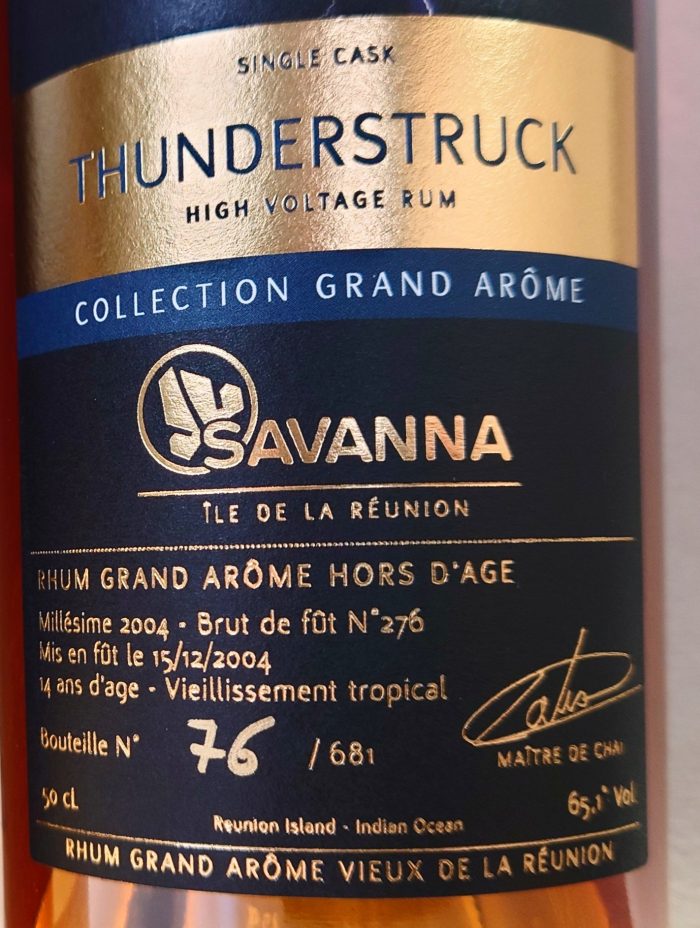 SINGLE CASK
THUNDERSTRUCK
HIGH VOLTAGE RUM
COLLECTION GRAND ARÔME
SAVANNA
ÎLE DE LA RÉUNION
RHUM GRAND ARÔME HORS D'AGE
Millésime 2004 - Brut de fût N°276
Mis en fût le 15/12/2004
14 ans d'age - Vieillissement tropical
Bouteille N° 76 / 681
MAÎTRE DE CHAI
50 cL
65,1° Vol
Reunion Island - Indian Ocean
RHUM GRAND ARÔME VIEUX DE LA RÉUNION